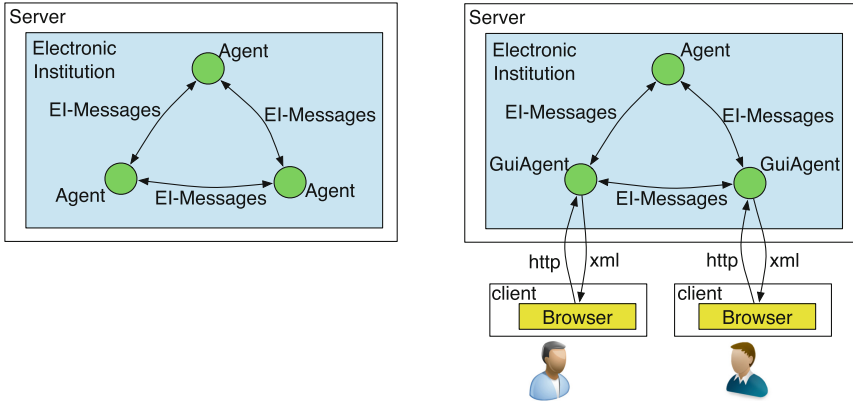 Server
Electronic
Institution
Agent
EI-Messages
EI-Messages
Agent
EI-Messages
Agent
Server
Electronic
Institution
Agent
EI-Messages
EI-Messages
GuiAgent
GuiAgent
EI-Messages
http
xml
http
xml
client
Browser
client
Browser